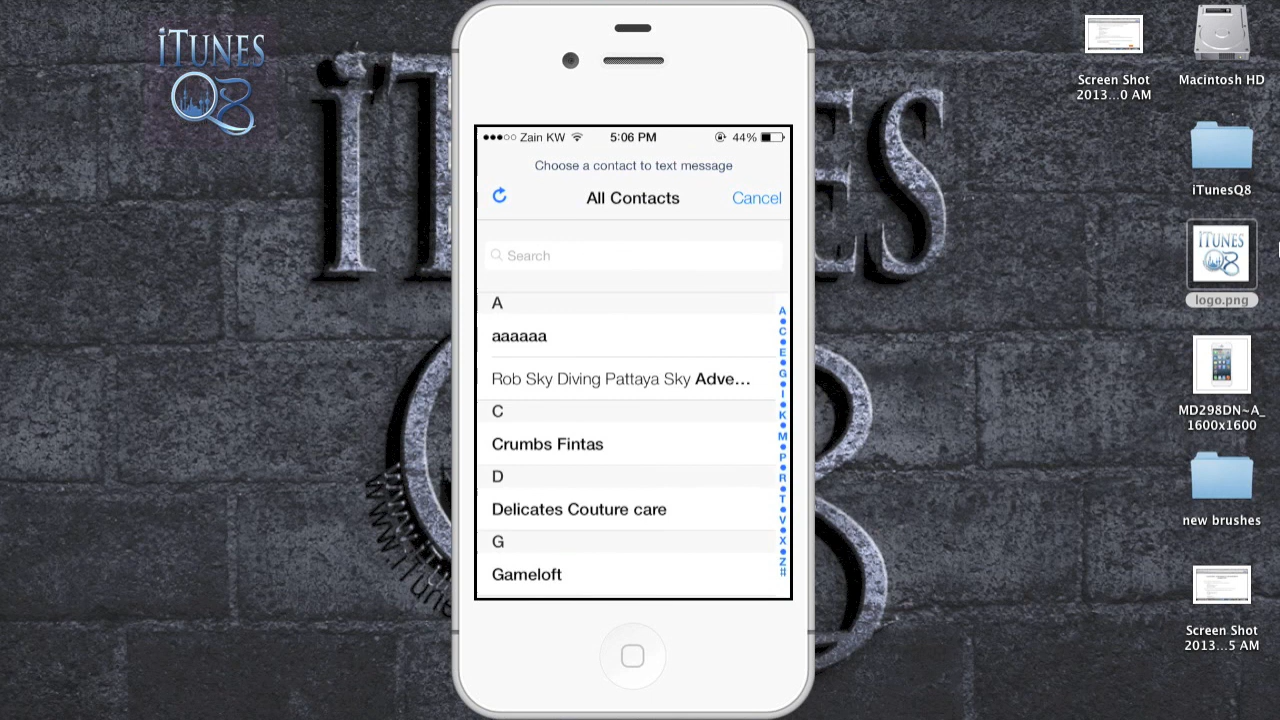 iTUNES
Q8
iTUNES
Q8
Zain KW
5:06 PM
44%
Choose a contact to text message
All Contacts
Cancel
Search
A
aaaaaa
Rob Sky Diving Pattaya Sky Adve...
C
Crumbs Fintas
D
Delicates Couture care
G
Gameloft
A
C
E
G
I
K
M
P
R
T
V
X
Z
#
Screen Shot
2013...0 AM
Macintosh HD
iTunesQ8
iTUNES
Q8
logo.png
MD298DN~A_
1600x1600
new brushes
Screen Shot
2013...5 AM